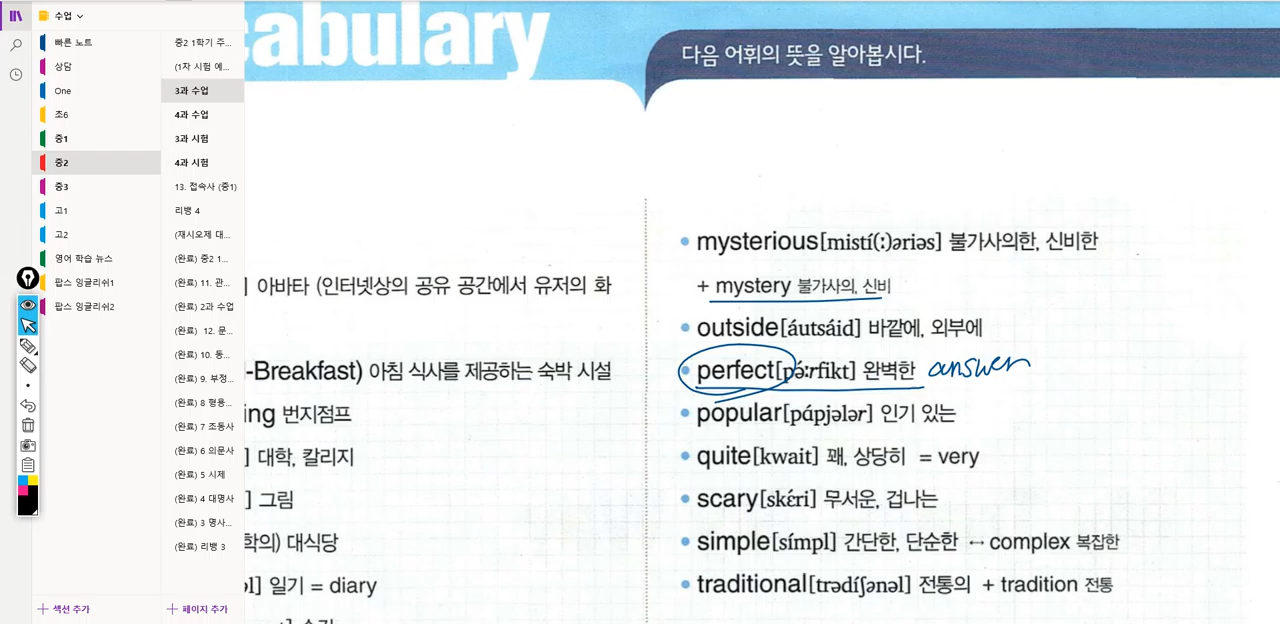 수업
빠른 노트
상담
One
초6
중1
중2
중3
고1
고2
영어 학습 뉴스
팝스 잉글리쉬1
팝스 잉글리쉬2
섹션 추가
중2 1학기 주...
(1차 시험 예...
3과 수업
4과 수업
3과 시험
4과 시험
13. 접속사 (중1)
리뱅 4
(재시오제 대...
(완료) 중2 1...
(완료) 11. 관...
(완료) 2과 수업
(완료) 12. 문...
(완료) 10. 동...
(완료) 9. 부정...
(완료) 8 형용...
(완료) 7 조동사
(완료) 6 의문사
(완료) 5 시제
(완료) 4 대명사
(완료) 3 명사...
(완료) 리뱅 3
페이지 추가
cabulary
다음 어휘의 뜻을 알아봅시다.
] 아바타 (인터넷상의 공유 공간에서 유저의 화
-Breakfast) 아침 식사를 제공하는 숙박 시설
ing 번지점프
] 대학, 칼리지
] 그림
학의) 대식당
əl] 일기 = diary
mysterious[mistí(ː)əriəs] 불가사의한, 신비한
+ mystery 불가사의, 신비
outside[áutsáid] 바깥에, 외부에
perfect[pə́ːrfikt] 완벽한 answer
popular[pápjələr] 인기 있는
quite[kwait] 꽤, 상당히 = very
scary[skέri] 무서운, 겁나는
simple[símpl] 간단한, 단순한 ↔ complex 복잡한
traditional[trədíʃənəl] 전통의 + tradition 전통